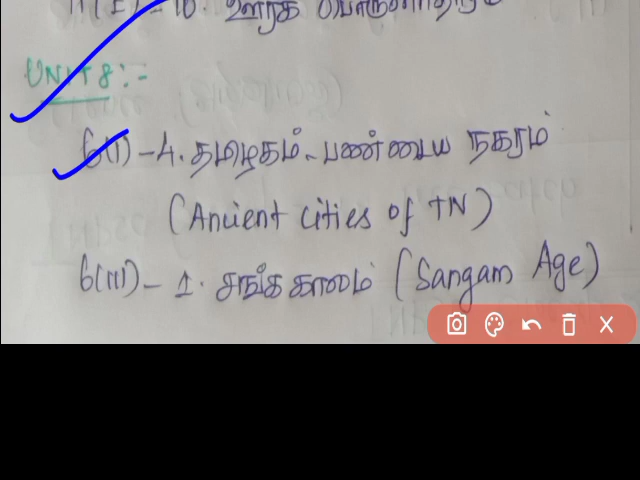 UNIT 8:-
6(I) - 4. தமிழகம் - பண்டைய நகரம்
(Ancient cities of TN)
6(III) - 1. சங்க காலம் (Sangam Age)